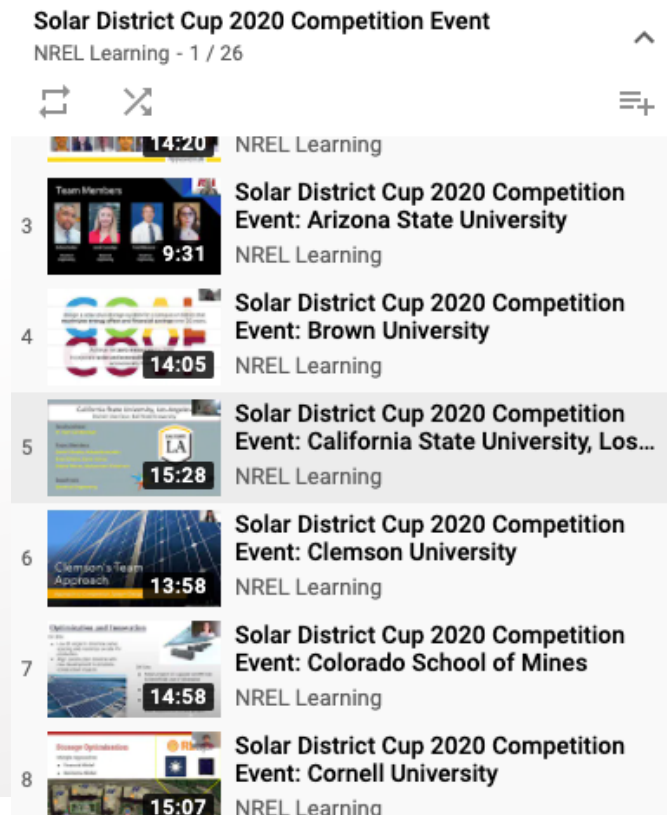 Solar District Cup 2020 Competition Event
NREL Learning - 1 / 26
14:20
NREL Learning
3
Team Members
9:31
Solar District Cup 2020 Competition
Event: Arizona State University
NREL Learning
4
14:05
Solar District Cup 2020 Competition
Event: Brown University
NREL Learning
5
California State University, Los Angeles
LA
15:28
Solar District Cup 2020 Competition
Event: California State University, Los...
NREL Learning
6
Clemson's Team
Approach
13:58
Solar District Cup 2020 Competition
Event: Clemson University
NREL Learning
7
Optimization and Innovation
14:58
Solar District Cup 2020 Competition
Event: Colorado School of Mines
NREL Learning
8
Storage Optimization
15:07
Solar District Cup 2020 Competition
Event: Cornell University
NREL Learning